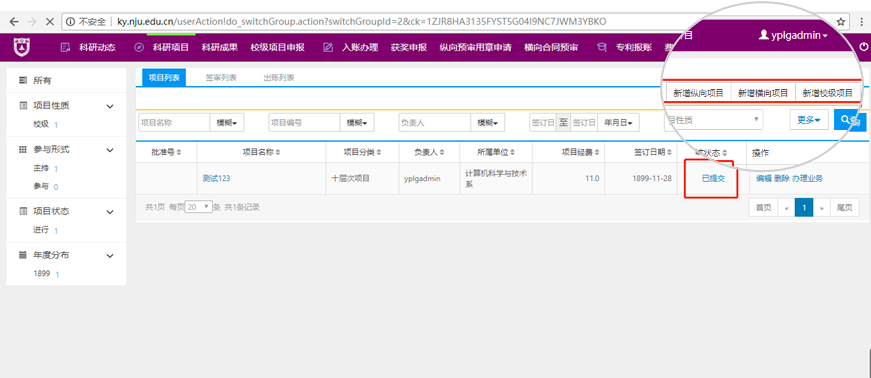 不安全 ky.nju.edu.cn/userAction!do_switchGroup.action?switchGroupId=2&ck=1ZJR8HA3135FYST5G04I9NC7JWM3YBKO
科研动态 科研项目 科研成果 校级项目申报 入账办理 获奖申报 纵向预审用章申请 横向合同预审 专利报账 项目 yplgadmin
所有
项目性质
校级 1
参与形式
主持 1
参与 0
项目状态
进行 1
年度分布
1899 1
项目列表 签审列表 出账列表
新增纵向项目 新增横向项目 新增校级项目
项目名称 模糊 项目编号 模糊 负责人 模糊 签订日 至 签订日 年月日 性质 更多
批准号 项目名称 项目分类 负责人 所属单位 项目经费 签订日期 状态 操作
测试123 十层次项目 yplgadmin 计算机科学与技术系 11.0 1899-11-28 已提交 编辑 删除 办理业务
共1页 每页 20 条 共1条记录 首页 « 1 » 尾页